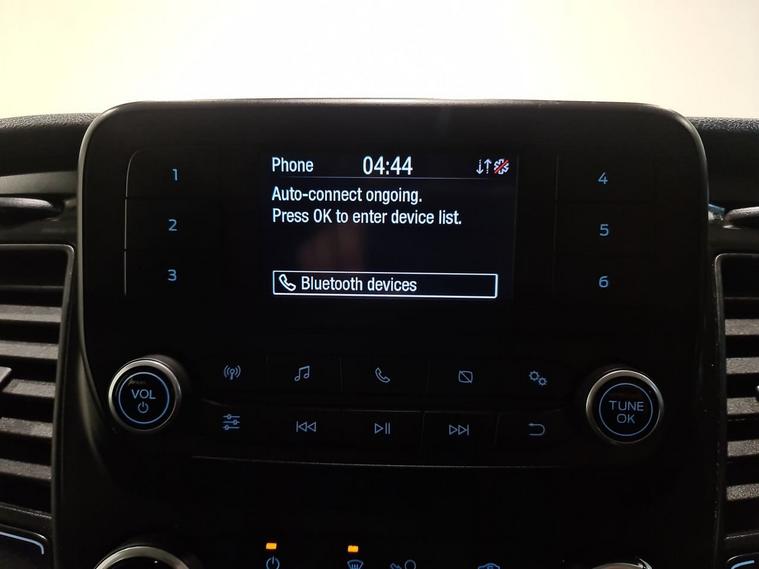 Phone 04:44
Auto-connect ongoing.
Press OK to enter device list.
Bluetooth devices
1
2
3
4
5
6
VOL
TUNE
OK